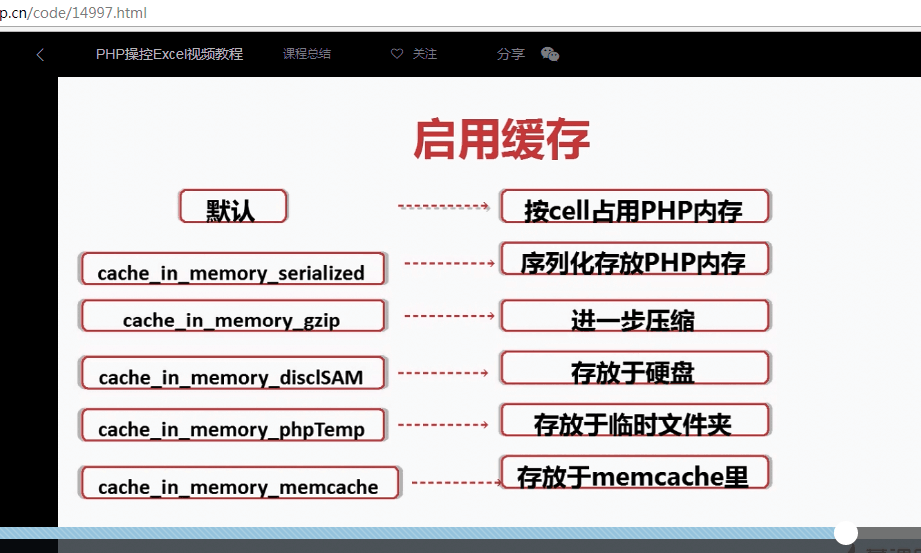 p.cn/code/14997.html
PHP操控Excel视频教程 课程总结 关注 分享
启用缓存
默认 按cell占用PHP内存
cache_in_memory_serialized 序列化存放PHP内存
cache_in_memory_gzip 进一步压缩
cache_in_memory_disclSAM 存放于硬盘
cache_in_memory_phpTemp 存放于临时文件夹
cache_in_memory_memcache 存放于memcache里